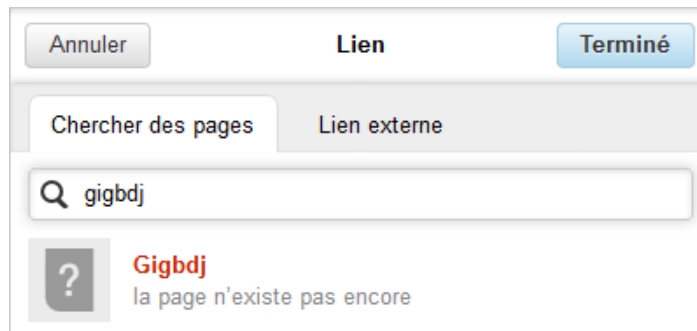 Annuler Lien Terminé
Chercher des pages Lien externe
gigbdj
Gigbdj
la page n'existe pas encore